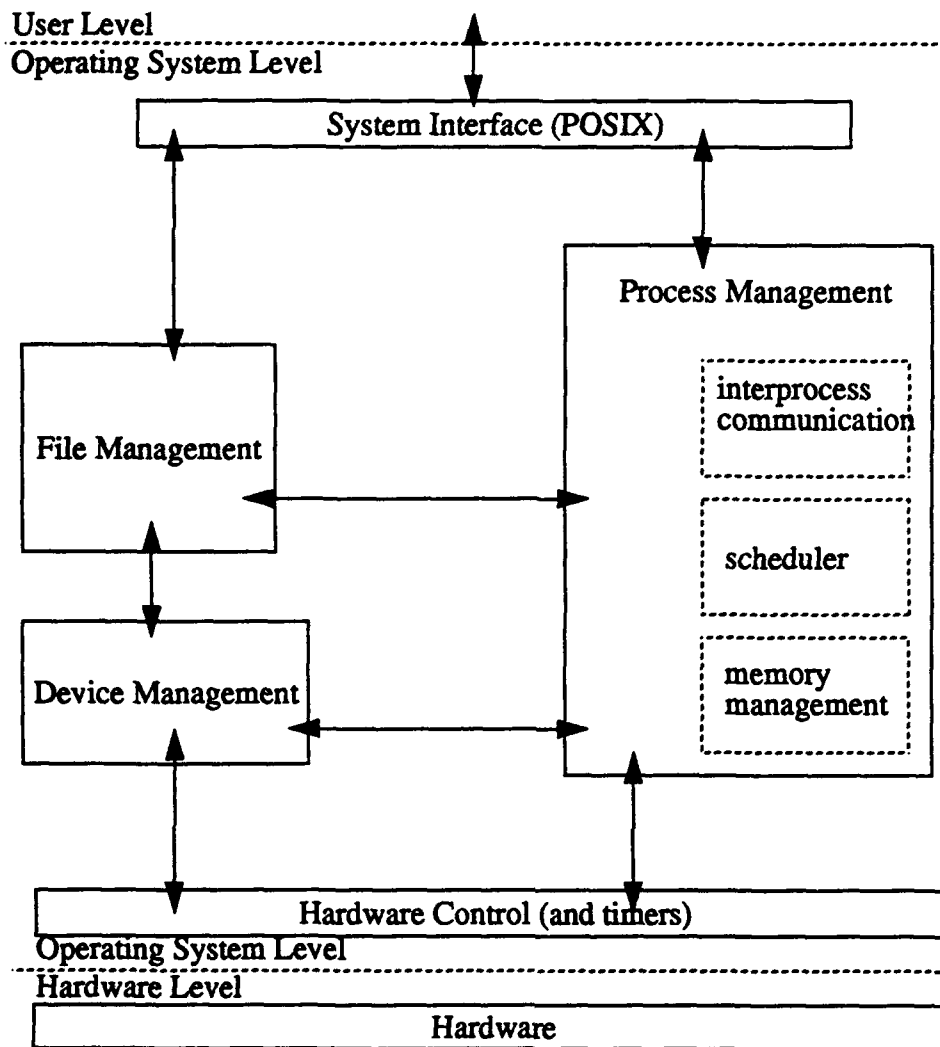 User Level
Operating System Level
System Interface (POSIX)
Process Management
interprocess
communication
File Management
scheduler
Device Management
memory
management
Hardware Control (and timers)
Operating System Level
Hardware Level
Hardware